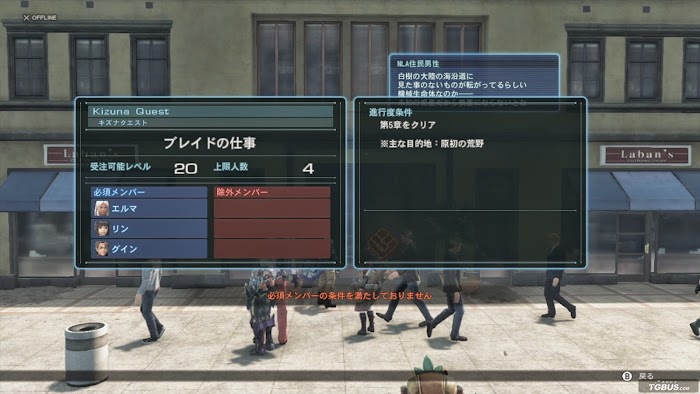 OFFLINE
NLA住民男性
白樹の大陸の海沿道に
見た事のないものが転がってるらしい
機械生命体なのか――
Kizuna Quest
キズナクエスト
ブレイドの仕事
受注可能レベル 20 上限人数 4
必須メンバー 除外メンバー
エルマ
リン
グイン
進行度条件
第5章をクリア
※主な目的地：原初の荒野
Laban's
Laban's
必須メンバーの条件を満たしておりません
B 戻る
TGBUS.COM